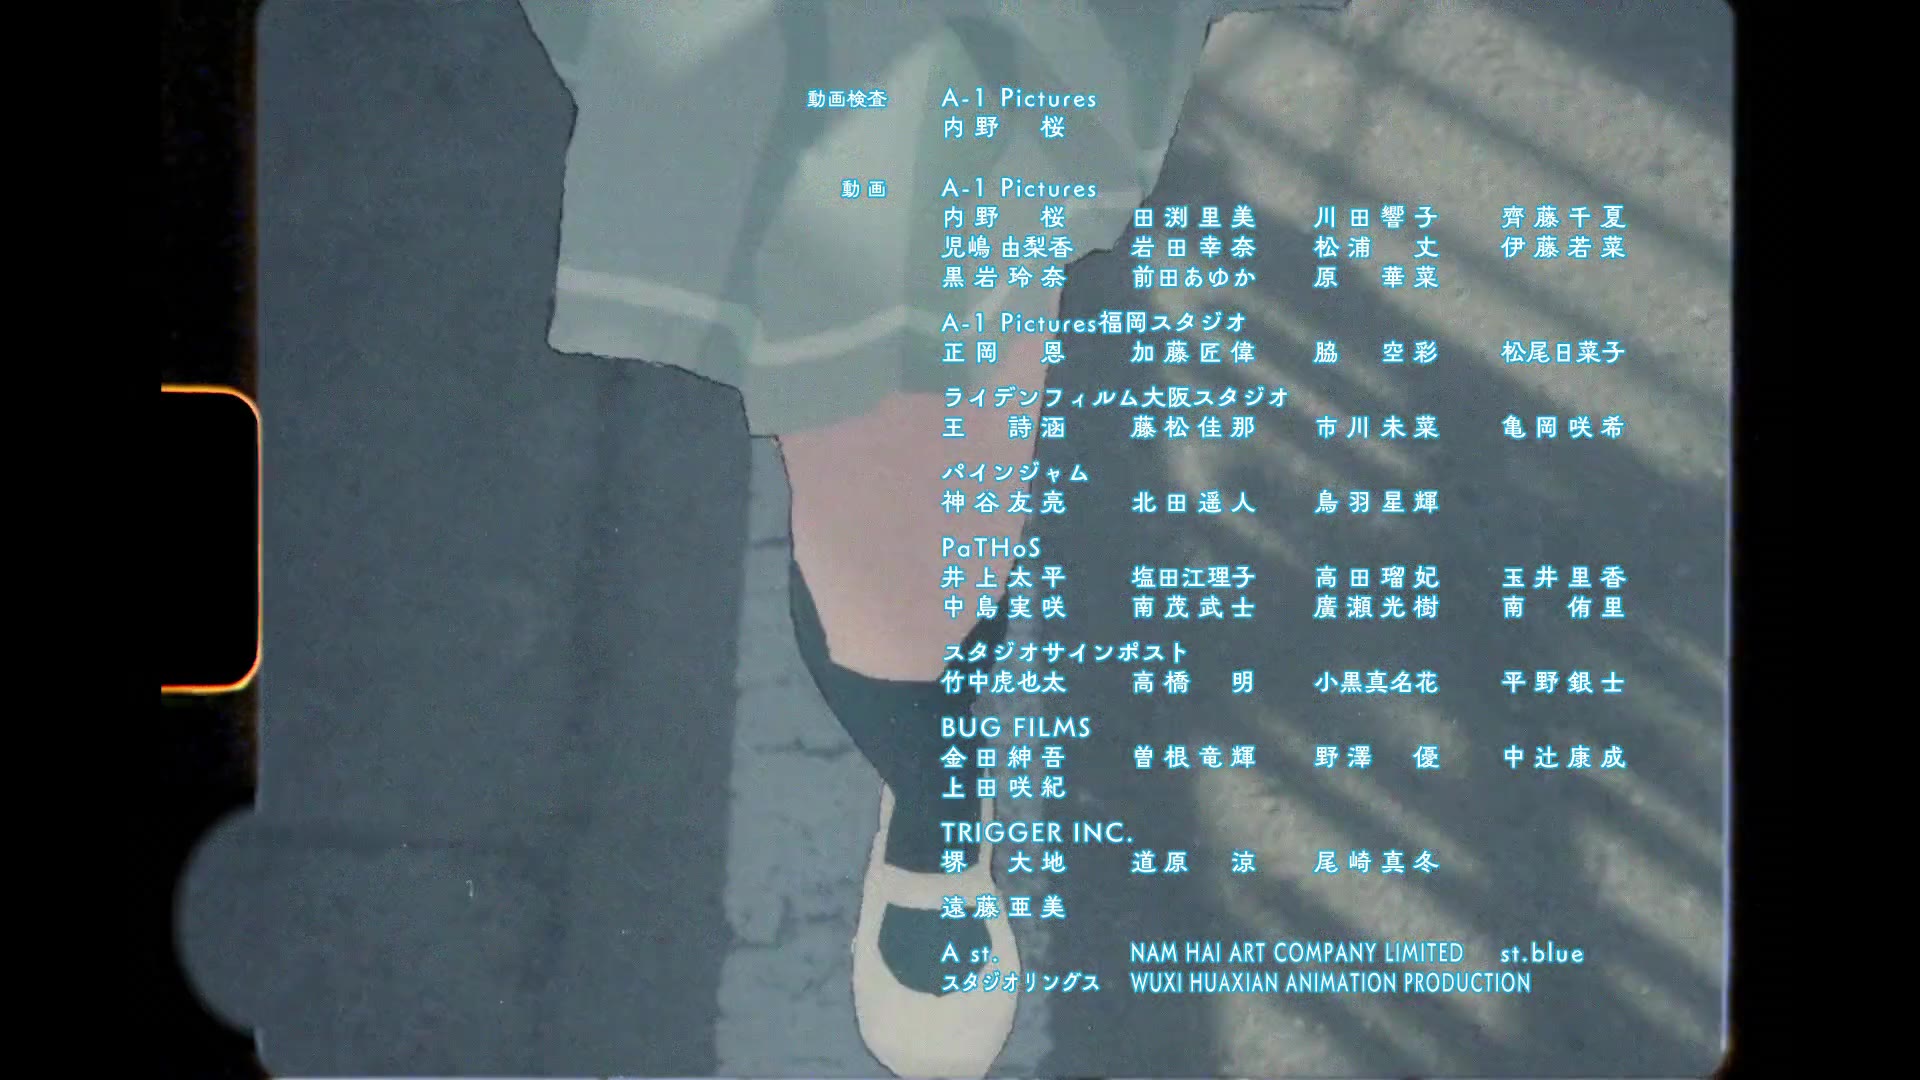 動画検査 A-1 Pictures
内野 桜
動画 A-1 Pictures
内野 桜 田渕里美 川田響子 齊藤千夏
児嶋由梨香 岩田幸奈 松浦 丈 伊藤若菜
黒岩玲奈 前田あゆか 原 華菜
A-1 Pictures福岡スタジオ
正岡 恩 加藤匠偉 脇 空彩 松尾日菜子
ライデンフィルム大阪スタジオ
王 詩涵 藤松佳那 市川未菜 亀岡咲希
パインジャム
神谷友亮 北田遥人 鳥羽星輝
PaTHoS
井上太平 塩田江理子 高田瑠妃 玉井里香
中島実咲 南茂武士 廣瀬光樹 南 侑里
スタジオサインポスト
竹中虎也太 高橋 明 小黒真名花 平野銀士
BUG FILMS
金田紳吾 曽根竜輝 野澤 優 中辻康成
上田咲紀
TRIGGER INC.
堺 大地 道原 涼 尾崎真冬
遠藤亜美
A st. NAM HAI ART COMPANY LIMITED st.blue
スタジオリングス WUXI HUAXIAN ANIMATION PRODUCTION